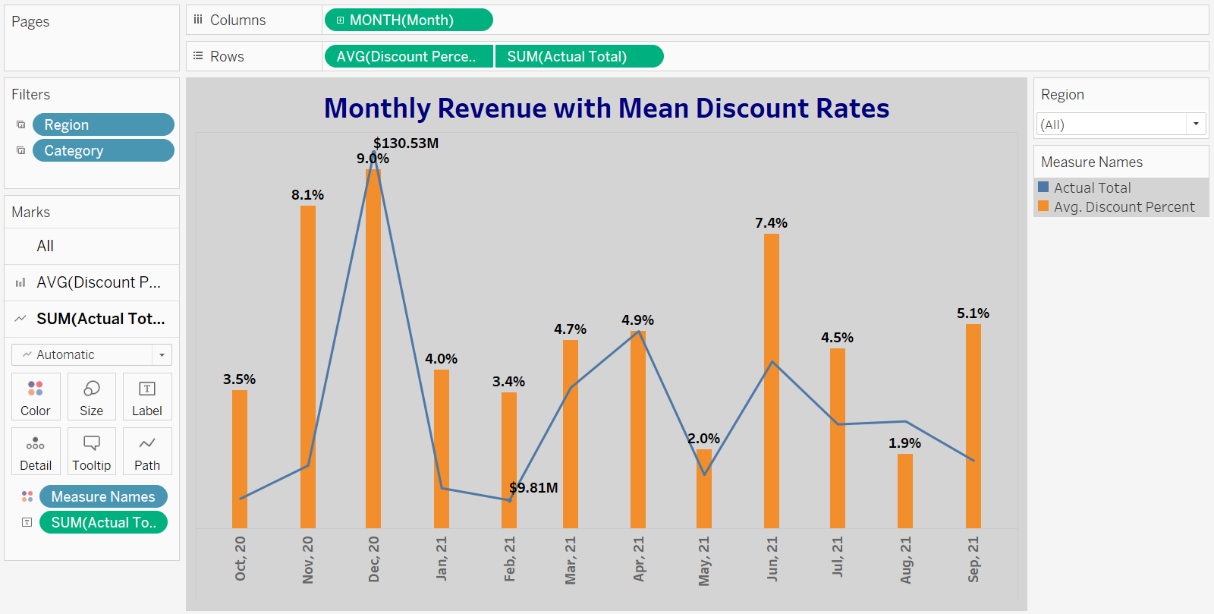 Pages
Columns
MONTH(Month)
Rows
AVG(Discount Perce..
SUM(Actual Total)
Filters
Region
Category
Marks
All
AVG(Discount P...
SUM(Actual Tot...
Automatic
Color
Size
Label
Detail
Tooltip
Path
Measure Names
SUM(Actual To..
Monthly Revenue with Mean Discount Rates
$130.53M
9.0%
8.1%
7.4%
5.1%
4.9%
4.7%
4.5%
4.0%
3.5%
3.4%
2.0%
1.9%
$9.81M
Oct, 20
Nov, 20
Dec, 20
Jan, 21
Feb, 21
Mar, 21
Apr, 21
May, 21
Jun, 21
Jul, 21
Aug, 21
Sep, 21
Region
(All)
Measure Names
Actual Total
Avg. Discount Percent